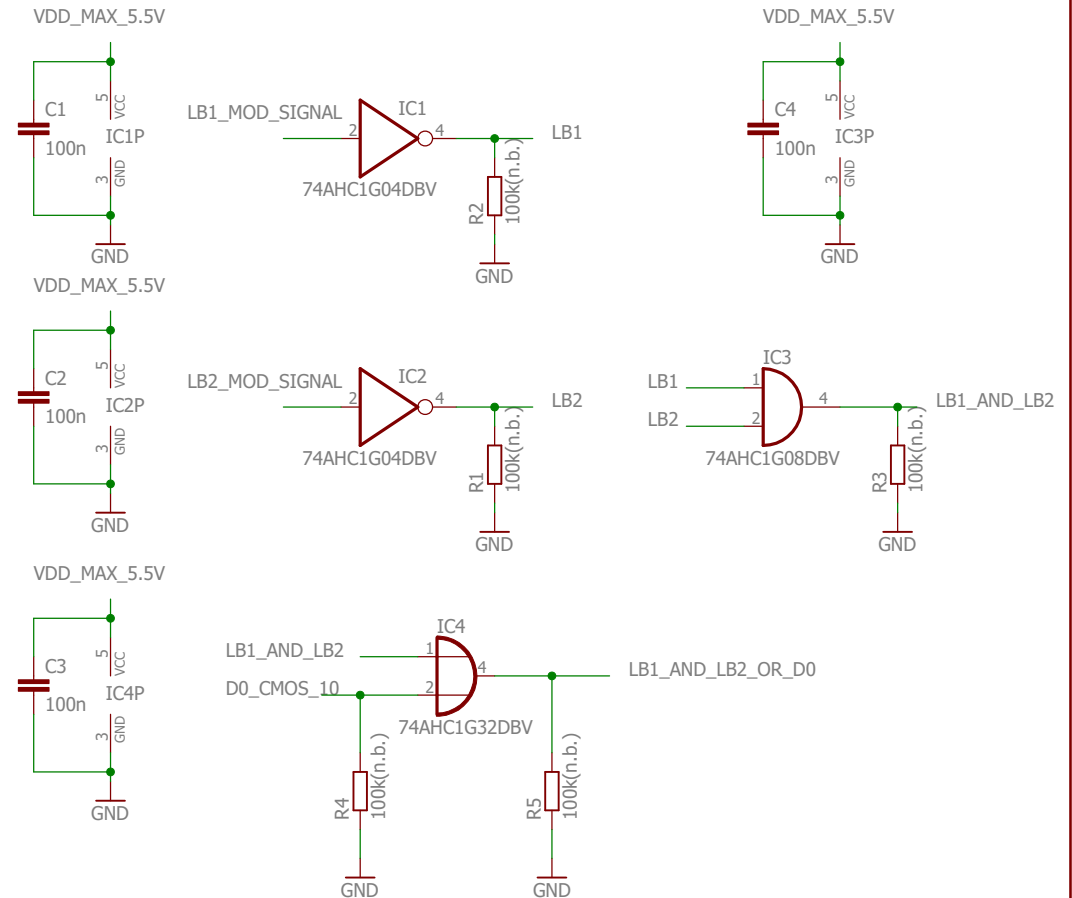 VDD_MAX_5.5V
C1
100n
5
VCC
IC1P
3
GND
GND
LB1_MOD_SIGNAL
IC1
2
4
LB1
74AHC1G04DBV
R2
100k(n.b.)
GND
VDD_MAX_5.5V
C4
100n
5
VCC
IC3P
3
GND
GND
VDD_MAX_5.5V
C2
100n
5
VCC
IC2P
3
GND
GND
LB2_MOD_SIGNAL
IC2
2
4
LB2
74AHC1G04DBV
R1
100k(n.b.)
GND
IC3
LB1
1
LB2
2
4
LB1_AND_LB2
74AHC1G08DBV
R3
100k(n.b.)
GND
VDD_MAX_5.5V
C3
100n
5
VCC
IC4P
3
GND
GND
IC4
LB1_AND_LB2
1
D0_CMOS_10
2
4
LB1_AND_LB2_OR_D0
74AHC1G32DBV
R4
100k(n.b.)
GND
R5
100k(n.b.)
GND